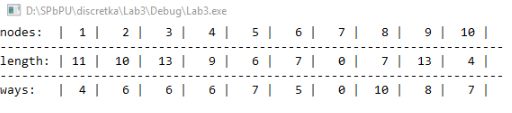 D:\SPbPU\discretka\Lab3\Debug\Lab3.exe
nodes: | 1 | 2 | 3 | 4 | 5 | 6 | 7 | 8 | 9 | 10 |
length: | 11 | 10 | 13 | 9 | 6 | 7 | 0 | 7 | 13 | 4 |
ways: | 4 | 6 | 6 | 6 | 7 | 5 | 0 | 10 | 8 | 7 |